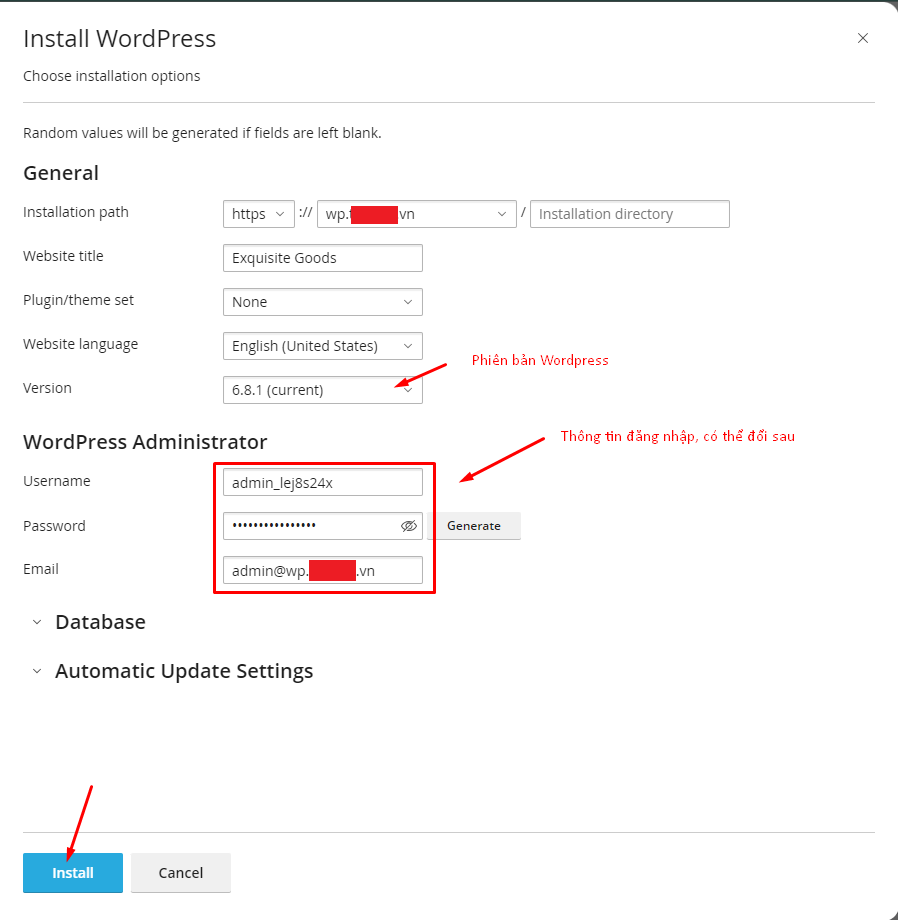 Install WordPress
Choose installation options
Random values will be generated if fields are left blank.
General
Installation path https :// wp. .vn / Installation directory
Website title Exquisite Goods
Plugin/theme set None
Website language English (United States)
Phiên bản Wordpress
Version 6.8.1 (current)
Thông tin đăng nhập, có thể đổi sau
WordPress Administrator
Username admin_lej8s24x
Password •••••••••••••••• Generate
Email admin@wp. .vn
Database
Automatic Update Settings
Install Cancel